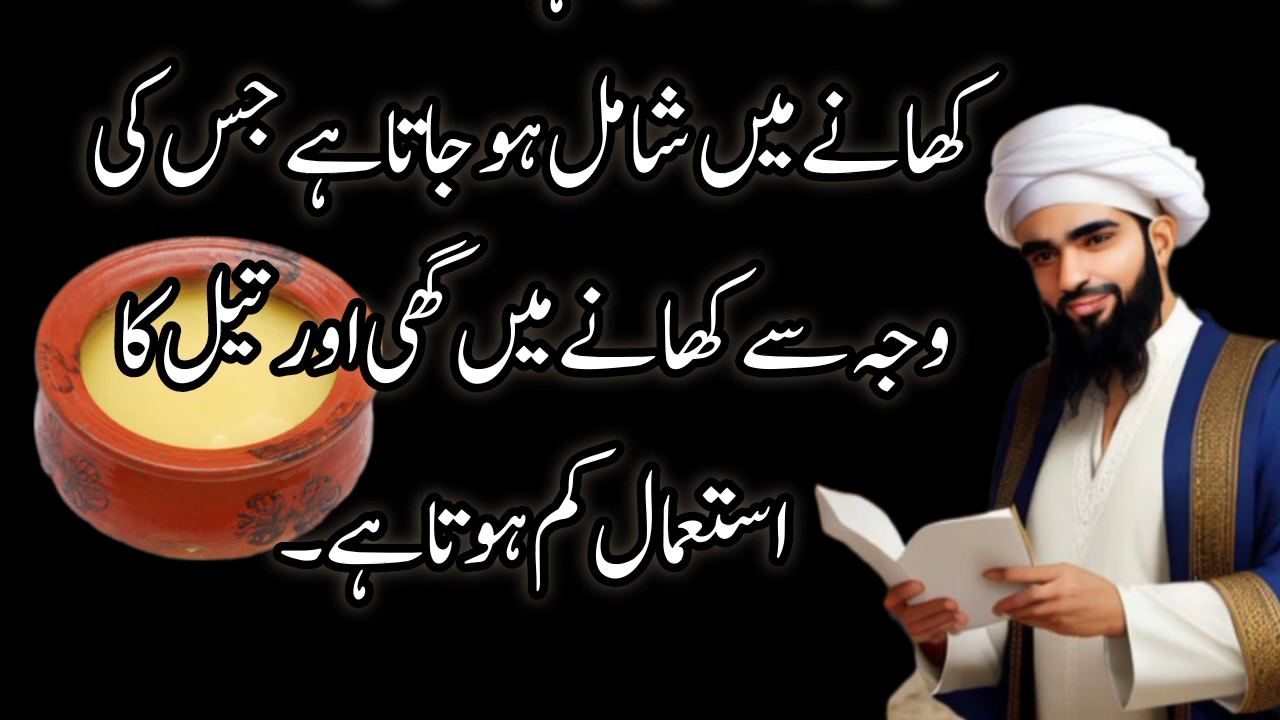 کھانے میں شامل ہو جاتا ہے جس کی
وجہ سے کھانے میں گھی اور تیل کا
استعمال کم ہوتا ہے۔